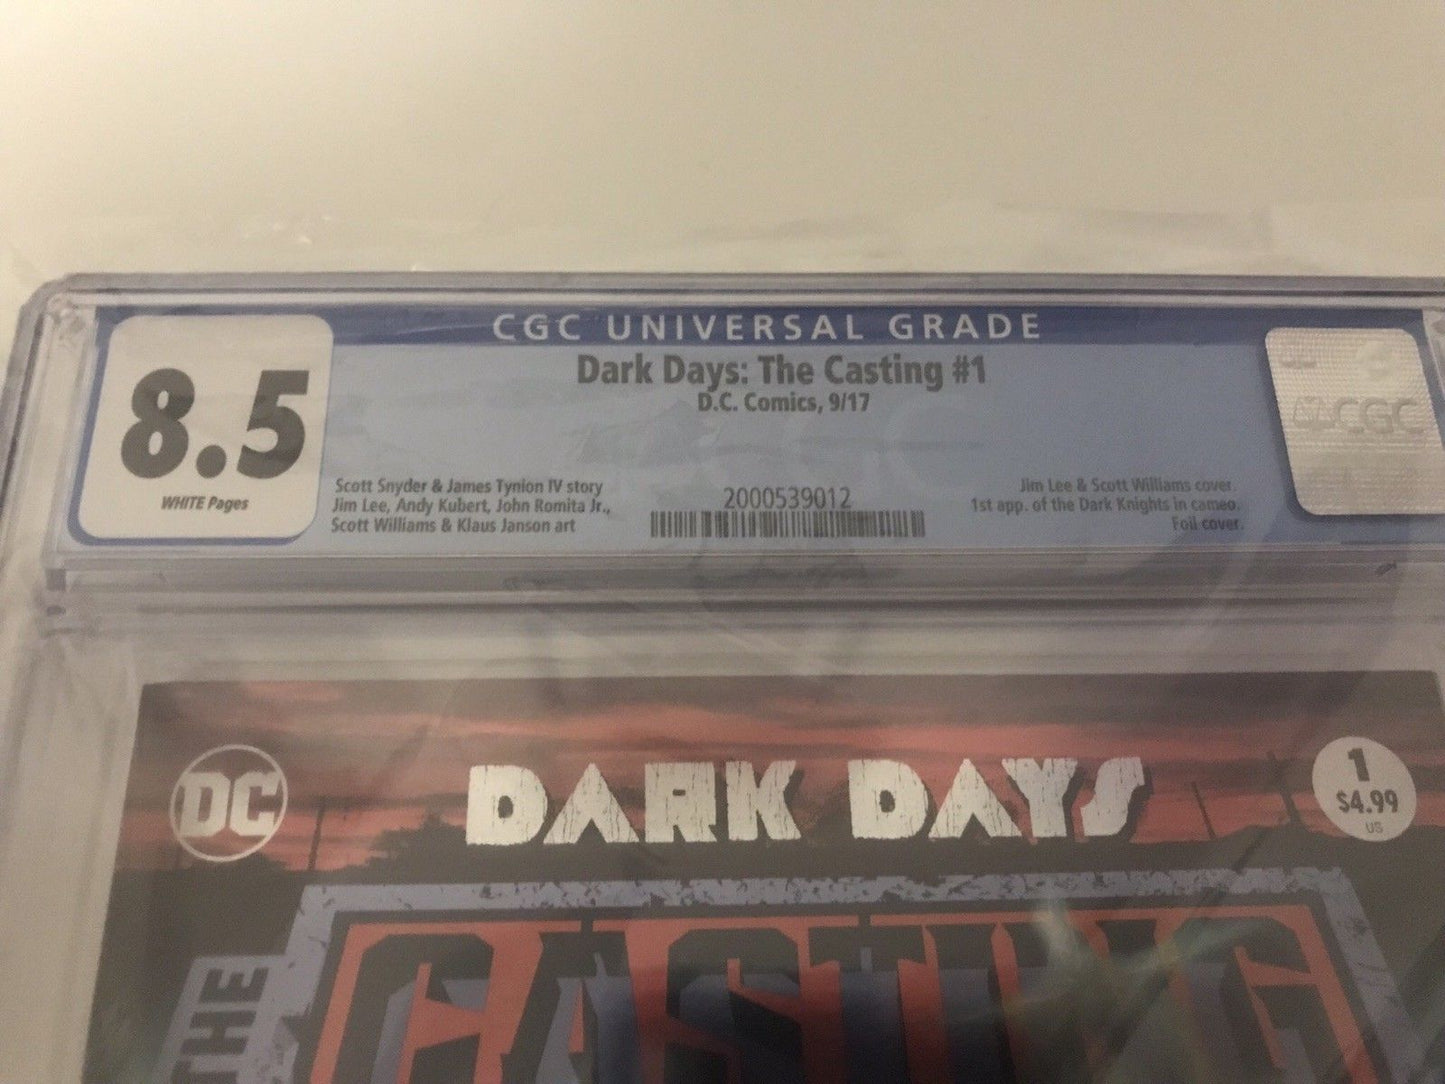 CGC UNIVERSAL GRADE
8.5
WHITE Pages
Dark Days: The Casting #1
D.C. Comics, 9/17
Scott Snyder & James Tynion IV story
Jim Lee, Andy Kubert, John Romita Jr.,
Scott Williams & Klaus Janson art
2000539012
Jim Lee & Scott Williams cover.
1st app. of the Dark Knights in cameo.
Foil cover.
CGC
DC
DARK DAYS
1
$4.99
US
THE
CASTING